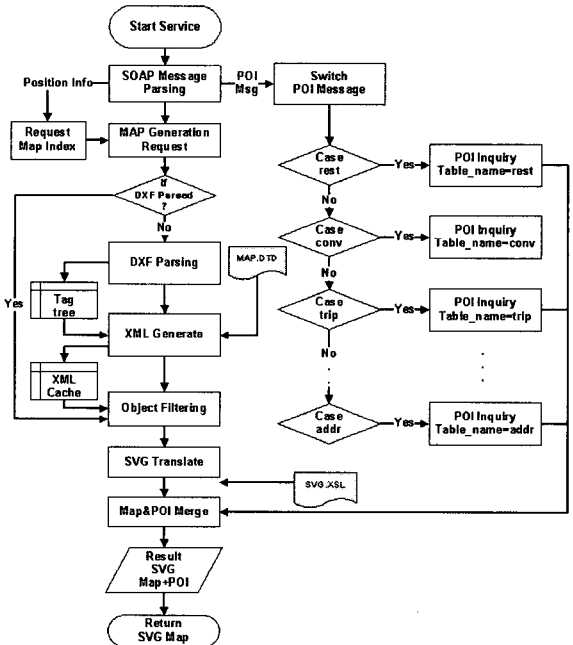 Start Service
SOAP Message
Parsing
Position Info
POI
Msg
Switch
POI Message
Request
Map Index
MAP Generation
Request
Case
rest
Yes
POI Inquiry
Table_name=rest
If
DXF Parsed
?
No
No
Case
conv
Yes
POI Inquiry
Table_name=conv
DXF Parsing
MAP.DTD
No
Yes
Tag
tree
XML Generate
Case
trip
Yes
POI Inquiry
Table_name=trip
No
XML
Cache
Object Filtering
Case
addr
Yes
POI Inquiry
Table_name=addr
SVG Translate
SVG.XSL
Map&POI Merge
Result
SVG
Map+POI
Return
SVG Map